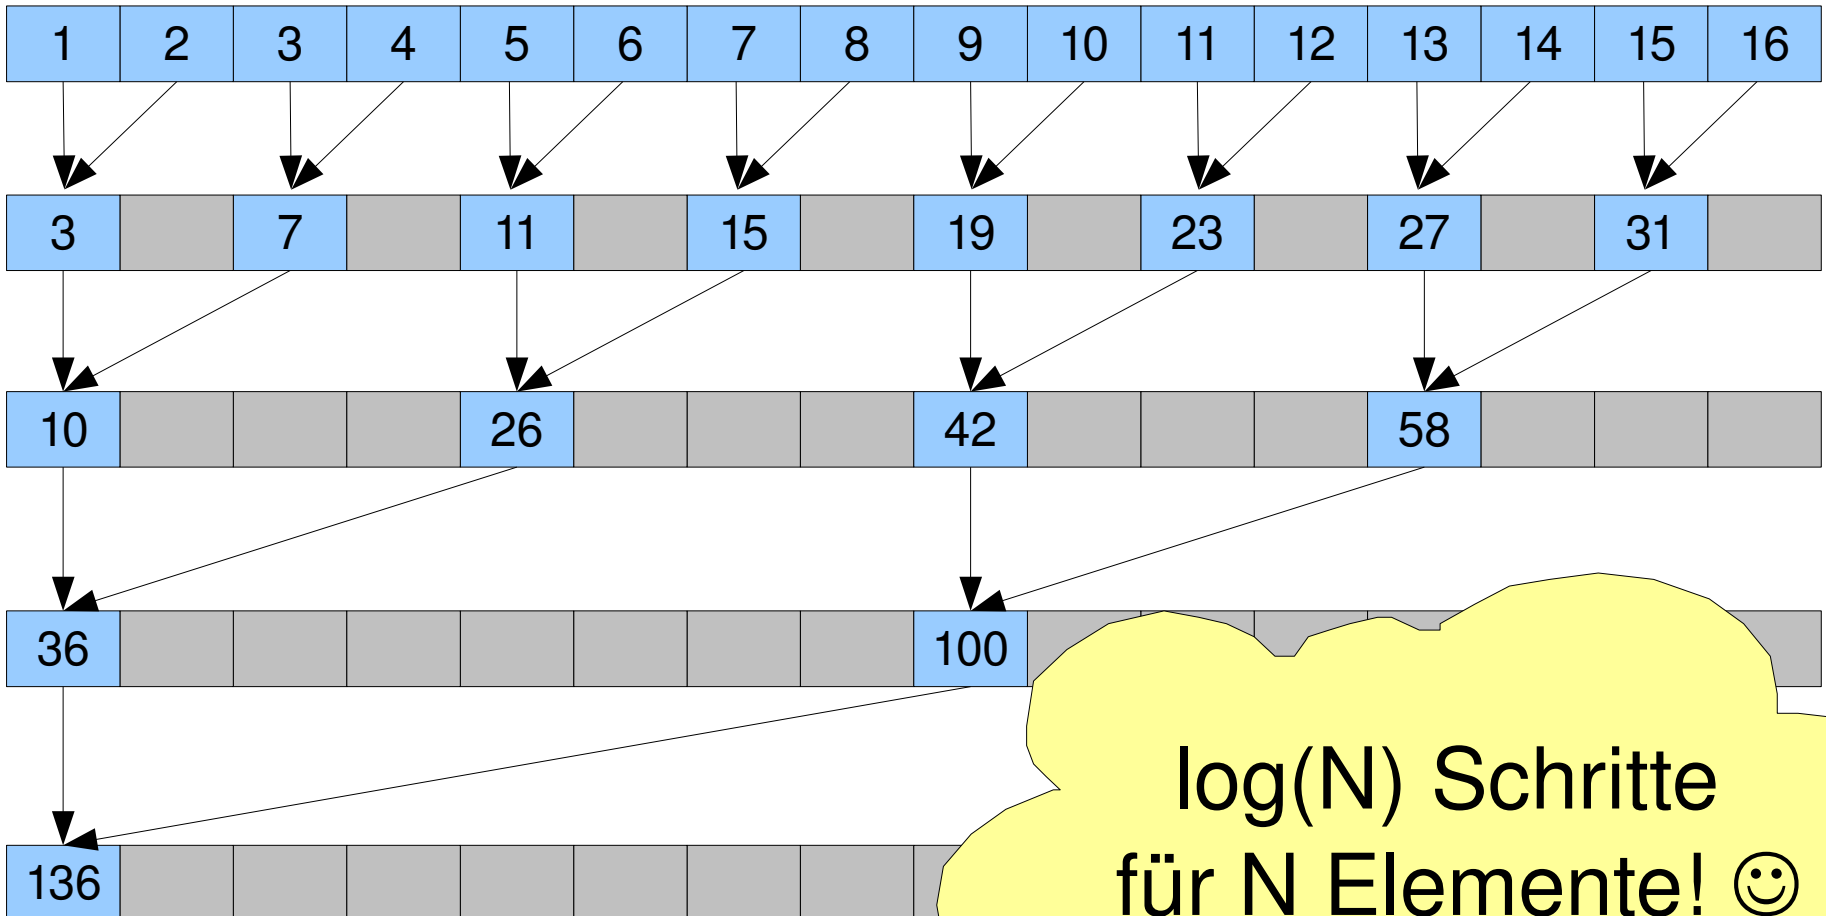 1 2 3 4 5 6 7 8 9 10 11 12 13 14 15 16
3 7 11 15 19 23 27 31
10 26 42 58
36 100
136
log(N) Schritte
für N Elemente! ☺